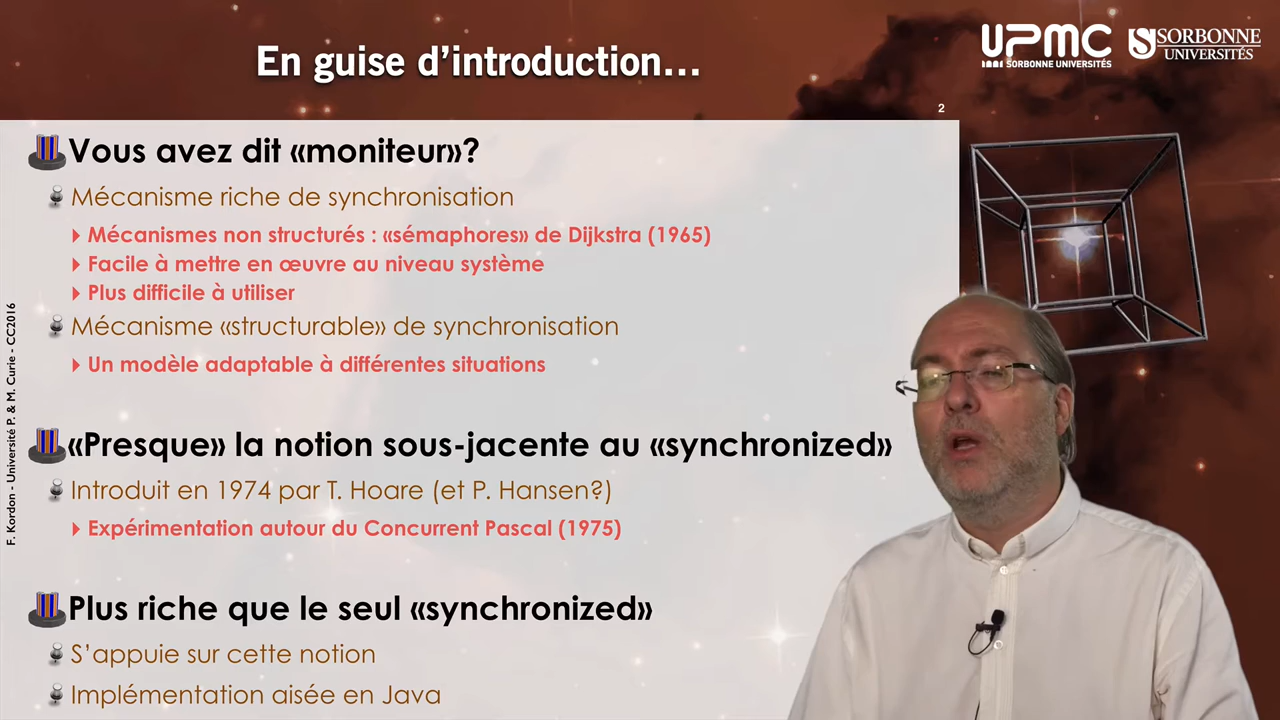 En guise d'introduction...
UPMC
SORBONNE UNIVERSITÉS
SORBONNE
UNIVERSITÉS
2
Vous avez dit «moniteur»?
Mécanisme riche de synchronisation
Mécanismes non structurés : «sémaphores» de Dijkstra (1965)
Facile à mettre en œuvre au niveau système
Plus difficile à utiliser
Mécanisme «structurable» de synchronisation
Un modèle adaptable à différentes situations
«Presque» la notion sous-jacente au «synchronized»
Introduit en 1974 par T. Hoare (et P. Hansen?)
Expérimentation autour du Concurrent Pascal (1975)
Plus riche que le seul «synchronized»
S'appuie sur cette notion
Implémentation aisée en Java
F. Kordon - Université P. & M. Curie - CC2016